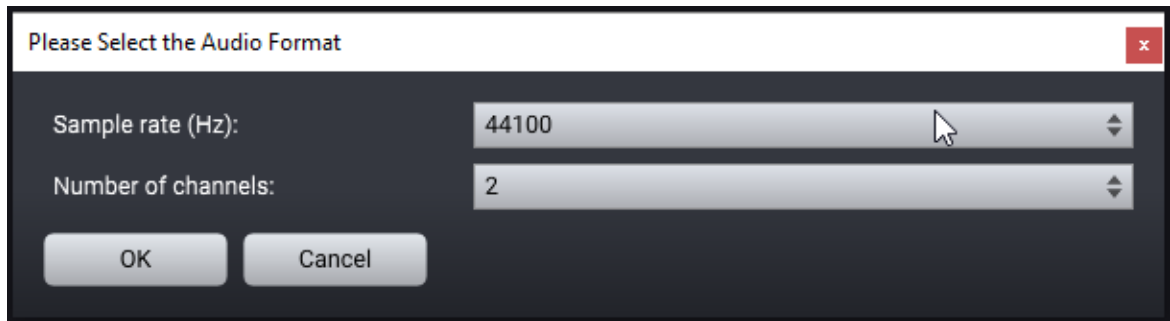 Please Select the Audio Format
x
Sample rate (Hz): 44100
Number of channels: 2
OK Cancel